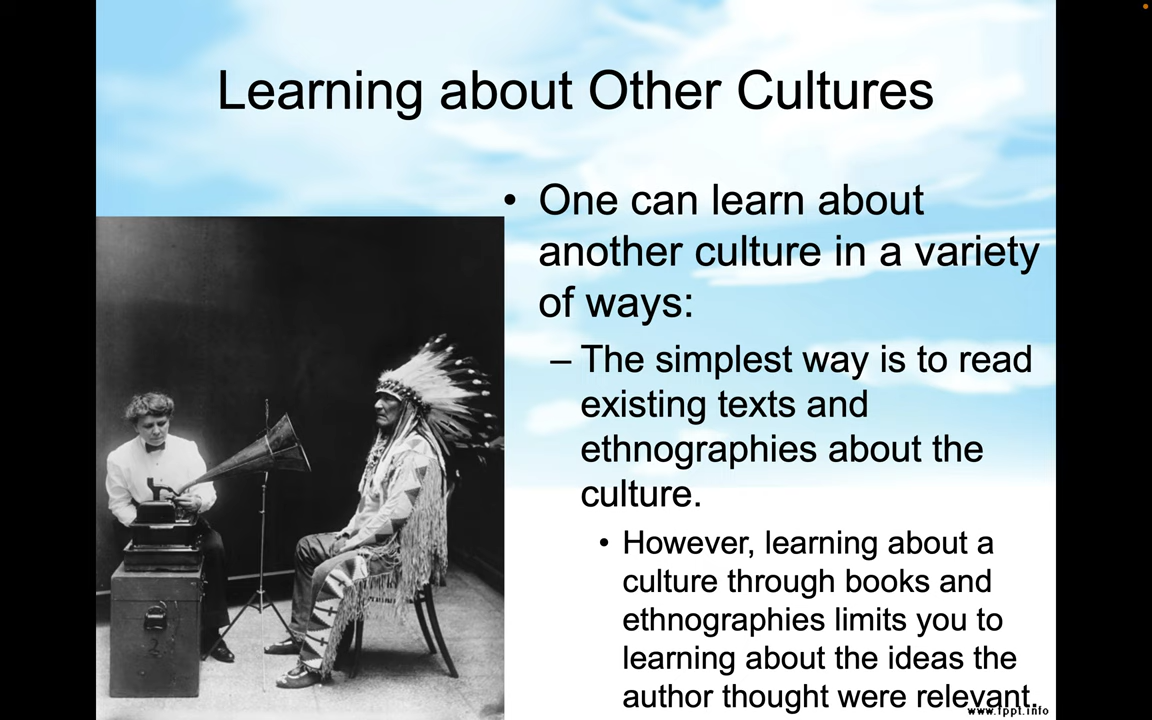 Learning about Other Cultures
• One can learn about
another culture in a variety
of ways:
– The simplest way is to read
existing texts and
ethnographies about the
culture.
• However, learning about a
culture through books and
ethnographies limits you to
learning about the ideas the
author thought were relevant.
www.fppt.info